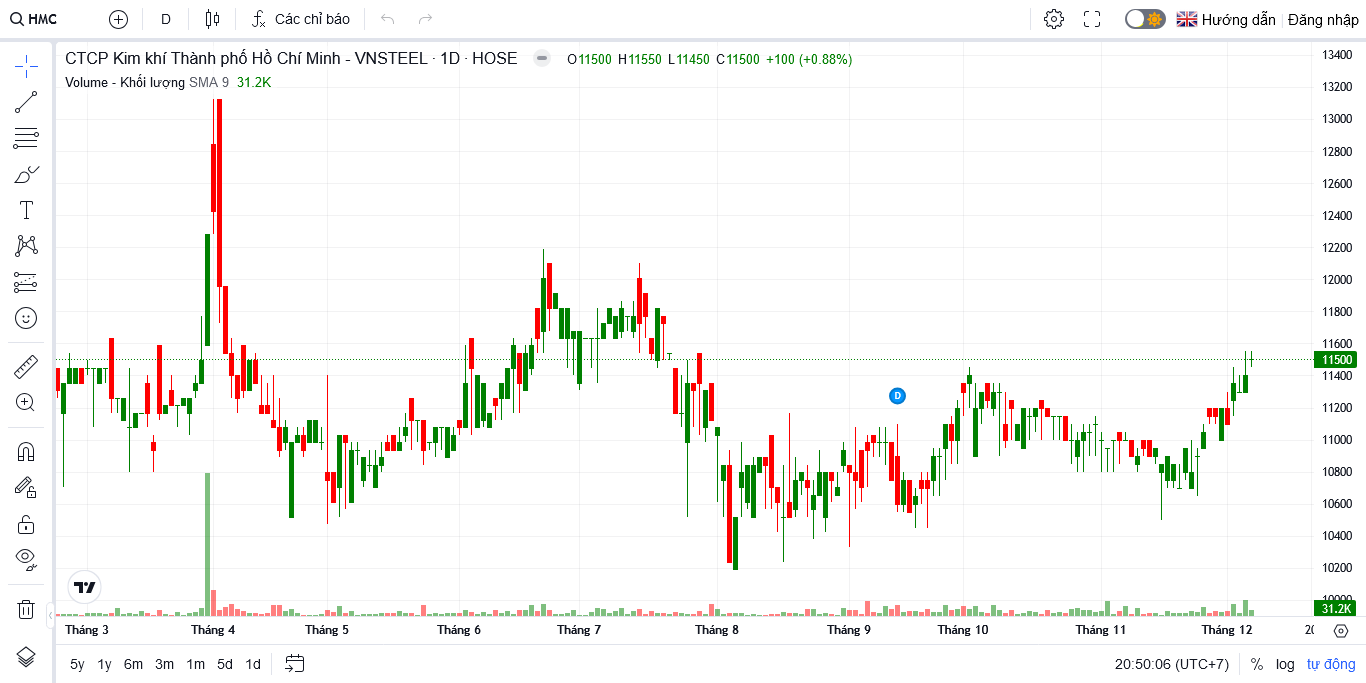 HMC D Các chỉ báo Hướng dẫn Đăng nhập
CTCP Kim khí Thành phố Hồ Chí Minh - VNSTEEL · 1D · HOSE O11500 H11550 L11450 C11500 +100 (+0.88%)
Volume - Khối lượng SMA 9 31.2K
13400
13200
13000
12800
12600
12400
12200
12000
11800
11600
11500
11400
11200
D
11000
10800
10600
10400
10200
10000
31.2K
Tháng 3 Tháng 4 Tháng 5 Tháng 6 Tháng 7 Tháng 8 Tháng 9 Tháng 10 Tháng 11 Tháng 12
5y 1y 6m 3m 1m 5d 1d 20:50:06 (UTC+7) % log tự động